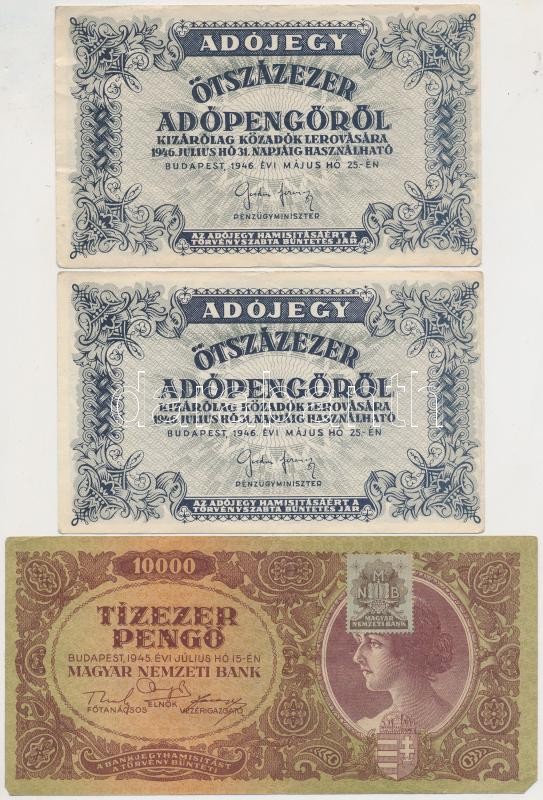 ADÓJEGY
ÖTSZÁZEZER
ADÓPENGŐRŐL
KIZÁRÓLAG KÖZADÓK LEROVÁSÁRA
1946. JULIUS HÓ 31. NAPJÁIG HASZNÁLHATÓ
BUDAPEST, 1946. ÉVI MÁJUS HÓ 25.-ÉN
PÉNZÜGYMINISZTER
AZ ADÓJEGY HAMISÍTÁSÁÉRT A
TÖRVÉNYSZABTA BÜNTETÉS JÁR
ADÓJEGY
ÖTSZÁZEZER
ADÓPENGŐRŐL
KIZÁRÓLAG KÖZADÓK LEROVÁSÁRA
1946. JULIUS HÓ 31. NAPJÁIG HASZNÁLHATÓ
BUDAPEST, 1946. ÉVI MÁJUS HÓ 25.-ÉN
PÉNZÜGYMINISZTER
AZ ADÓJEGY HAMISÍTÁSÁÉRT A
TÖRVÉNYSZABTA BÜNTETÉS JÁR
10000
TÍZEZER
PENGŐ
BUDAPEST, 1945. ÉVI JÚLIUS HÓ 15-ÉN
MAGYAR NEMZETI BANK
FŐTANÁCSOS
ELNÖK
VEZÉRIGAZGATÓ
A BANKJEGYHAMISÍTÁST
A TÖRVÉNY BÜNTETI
M
N B
MAGYAR
NEMZETI BANK